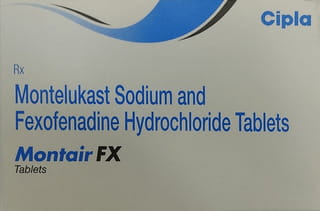 Cipla
Rx
Montelukast Sodium and
Fexofenadine Hydrochloride Tablets
Montair FX
Tablets